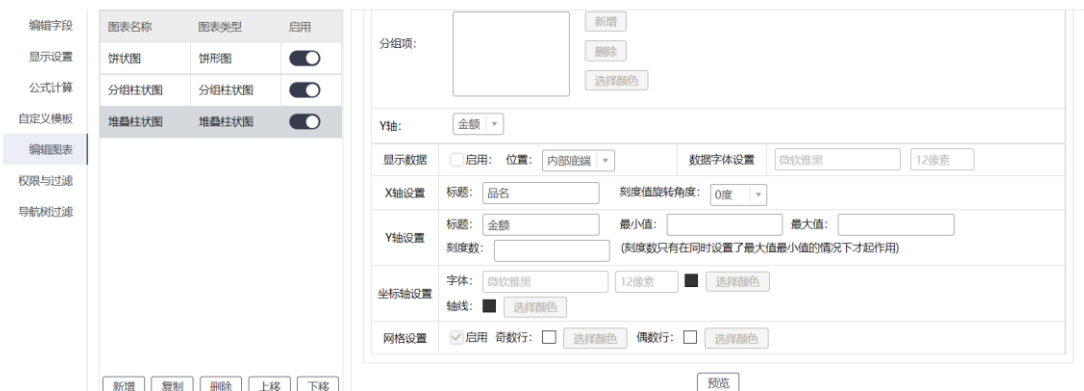 编辑字段
显示设置
公式计算
自定义模板
编辑图表
权限与过滤
导航树过滤
图表名称 图表类型 启用
饼状图 饼形图
分组柱状图 分组柱状图
堆叠柱状图 堆叠柱状图
新增 复制 删除 上移 下移
分组项： 新增
删除
选择颜色
Y轴： 金额
显示数据 启用： 位置： 内部底端 数据字体设置 微软雅黑 12像素
X轴设置 标题： 品名 刻度值旋转角度： 0度
Y轴设置 标题： 金额 最小值： 最大值：
刻度数： (刻度数只有在同时设置了最大值最小值的情况下才起作用)
坐标轴设置 字体： 微软雅黑 12像素 选择颜色
轴线： 选择颜色
网格设置 启用 奇数行： 选择颜色 偶数行： 选择颜色
预览